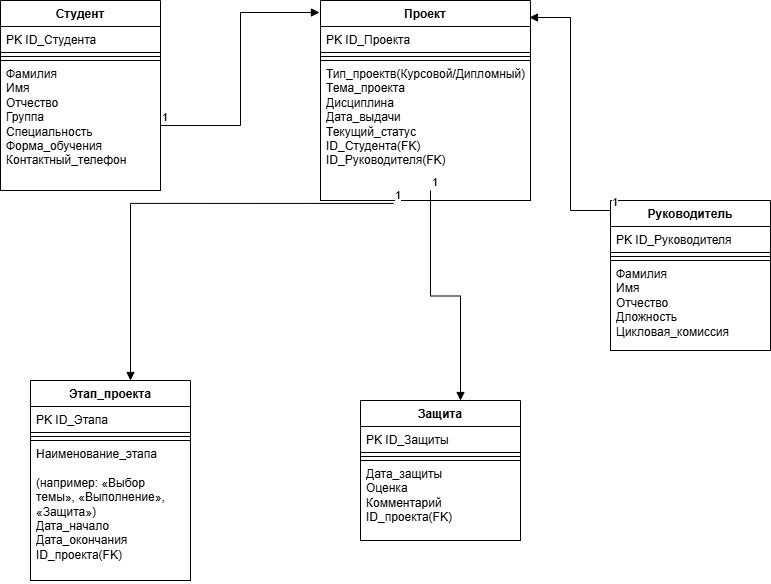 Студент
PK ID_Студента
Фамилия
Имя
Отчество
Группа
Специальность
Форма_обучения
Контактный_телефон
1
Проект
PK ID_Проекта
Тип_проектв(Курсовой/Дипломный)
Тема_проекта
Дисциплина
Дата_выдачи
Текущий_статус
ID_Студента(FK)
ID_Руководителя(FK)
1
1
1
Руководитель
PK ID_Руководителя
Фамилия
Имя
Отчество
Дложность
Цикловая_комиссия
Этап_проекта
PK ID_Этапа
Наименование_этапа
(например: «Выбор
темы», «Выполнение»,
«Защита»)
Дата_начало
Дата_окончания
ID_проекта(FK)
Защита
PK ID_Защиты
Дата_защиты
Оценка
Комментарий
ID_проекта(FK)